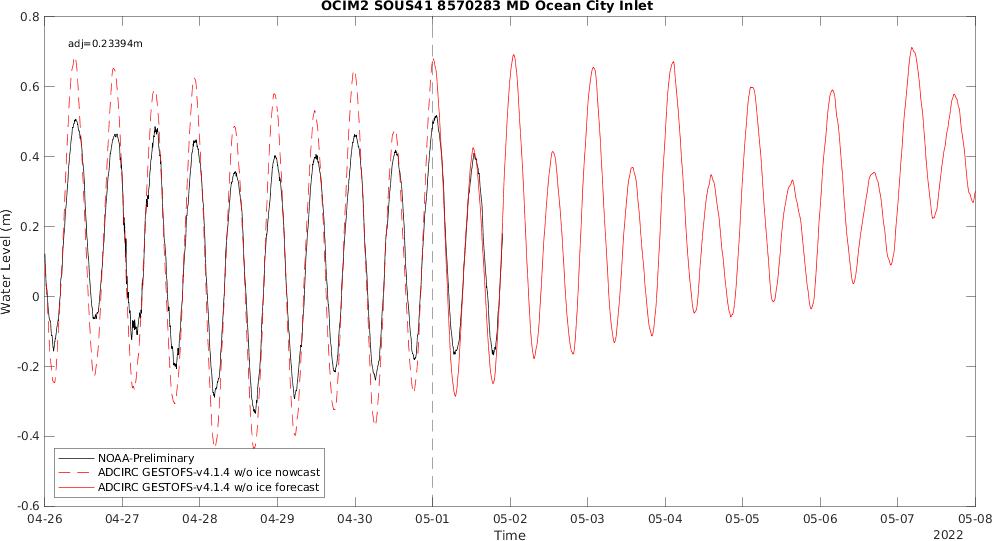 OCIM2 SOUS41 8570283 MD Ocean City Inlet
adj=0.23394m
0.8
0.6
0.4
0.2
0
-0.2
-0.4
-0.6
Water Level (m)
NOAA-Preliminary
ADCIRC GESTOFS-v4.1.4 w/o ice nowcast
ADCIRC GESTOFS-v4.1.4 w/o ice forecast
04-26 04-27 04-28 04-29 04-30 05-01 05-02 05-03 05-04 05-05 05-06 05-07 05-08
Time
2022